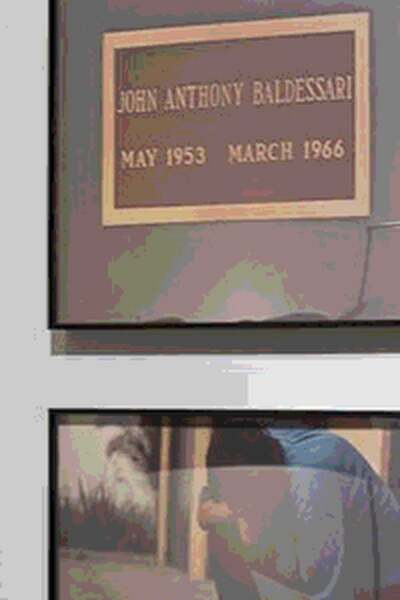 JOHN ANTHONY BALDESSARI
MAY 1953 MARCH 1966